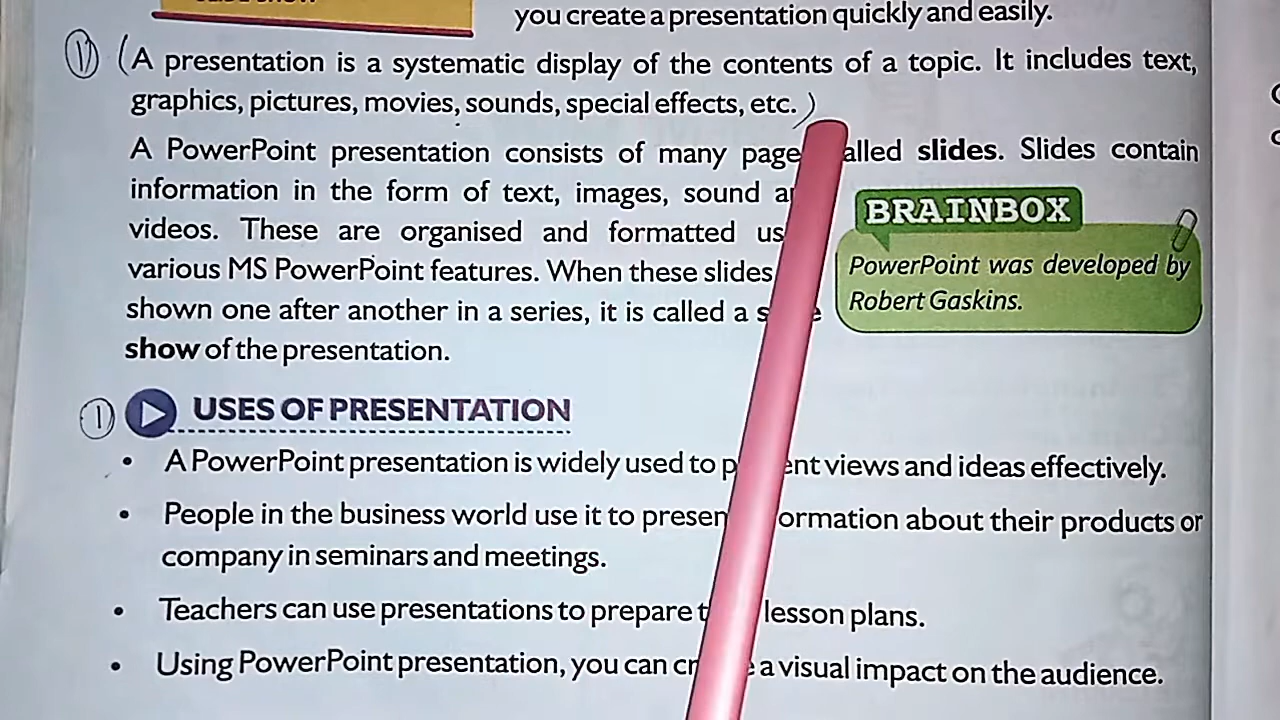 you create a presentation quickly and easily.
1) (A presentation is a systematic display of the contents of a topic. It includes text,
graphics, pictures, movies, sounds, special effects, etc.)
A PowerPoint presentation consists of many page alled slides. Slides contain
information in the form of text, images, sound a
BRAINBOX
videos. These are organised and formatted us
various MS PowerPoint features. When these slides
PowerPoint was developed by
Robert Gaskins.
shown one after another in a series, it is called a s e
show of the presentation.
1 USES OF PRESENTATION
• A PowerPoint presentation is widely used to p ent views and ideas effectively.
• People in the business world use it to presen ormation about their products or
company in seminars and meetings.
• Teachers can use presentations to prepare t lesson plans.
• Using PowerPoint presentation, you can cr e a visual impact on the audience.